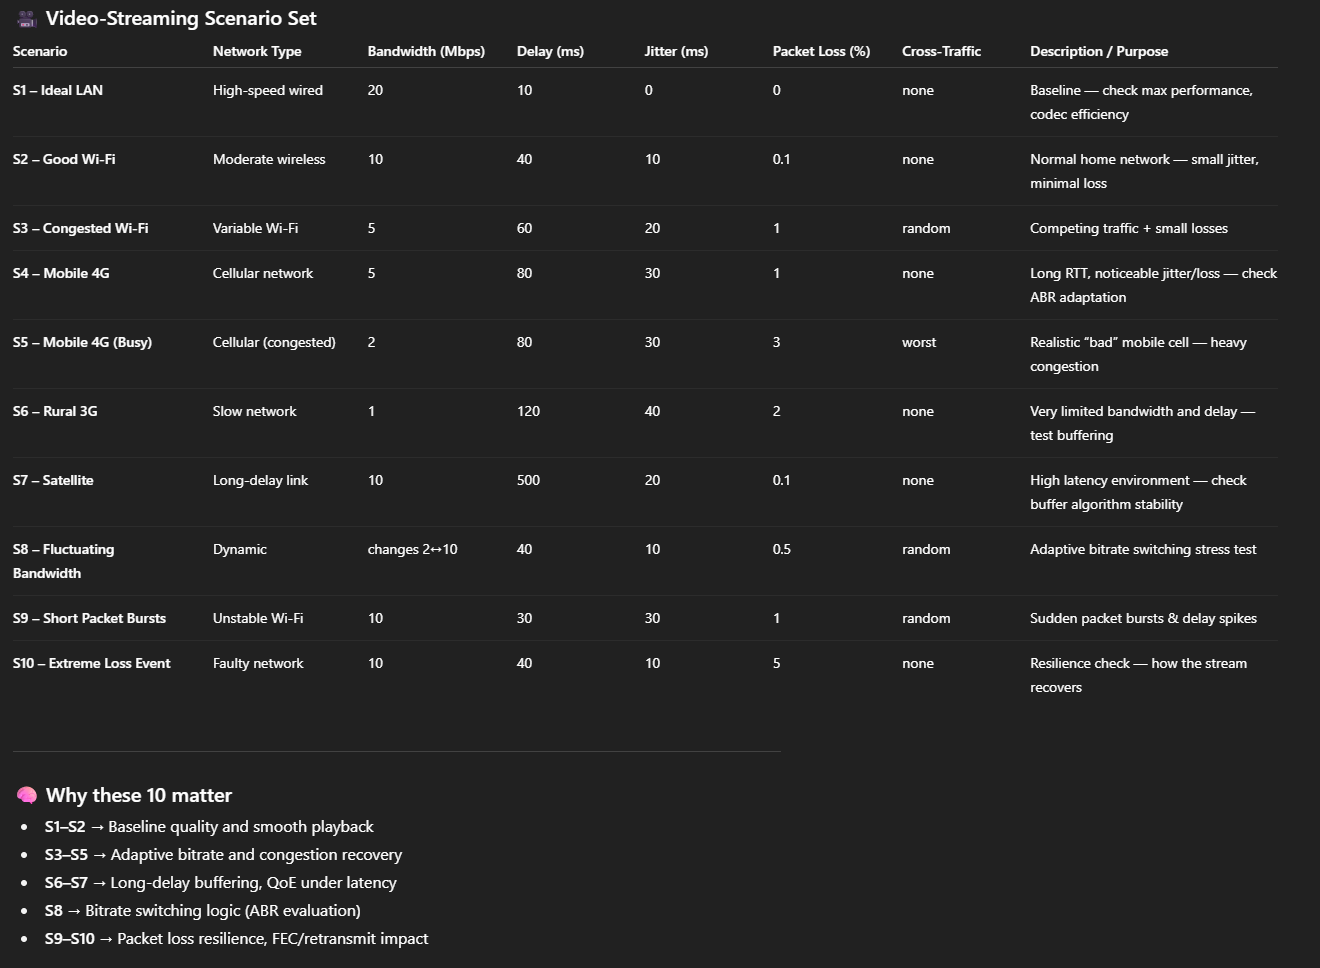 🎥 Video-Streaming Scenario Set
Scenario Network Type Bandwidth (Mbps) Delay (ms) Jitter (ms) Packet Loss (%) Cross-Traffic Description / Purpose
S1 – Ideal LAN High-speed wired 20 10 0 0 none Baseline — check max performance,
codec efficiency
S2 – Good Wi-Fi Moderate wireless 10 40 10 0.1 none Normal home network — small jitter,
minimal loss
S3 – Congested Wi-Fi Variable Wi-Fi 5 60 20 1 random Competing traffic + small losses
S4 – Mobile 4G Cellular network 5 80 30 1 none Long RTT, noticeable jitter/loss — check
ABR adaptation
S5 – Mobile 4G (Busy) Cellular (congested) 2 80 30 3 worst Realistic “bad” mobile cell — heavy
congestion
S6 – Rural 3G Slow network 1 120 40 2 none Very limited bandwidth and delay —
test buffering
S7 – Satellite Long-delay link 10 500 20 0.1 none High latency environment — check
buffer algorithm stability
S8 – Fluctuating Dynamic changes 2↔10 40 10 0.5 random Adaptive bitrate switching stress test
Bandwidth
S9 – Short Packet Bursts Unstable Wi-Fi 10 30 30 1 random Sudden packet bursts & delay spikes
S10 – Extreme Loss Event Faulty network 10 40 10 5 none Resilience check — how the stream
recovers
🧠 Why these 10 matter
• S1–S2 → Baseline quality and smooth playback
• S3–S5 → Adaptive bitrate and congestion recovery
• S6–S7 → Long-delay buffering, QoE under latency
• S8 → Bitrate switching logic (ABR evaluation)
• S9–S10 → Packet loss resilience, FEC/retransmit impact